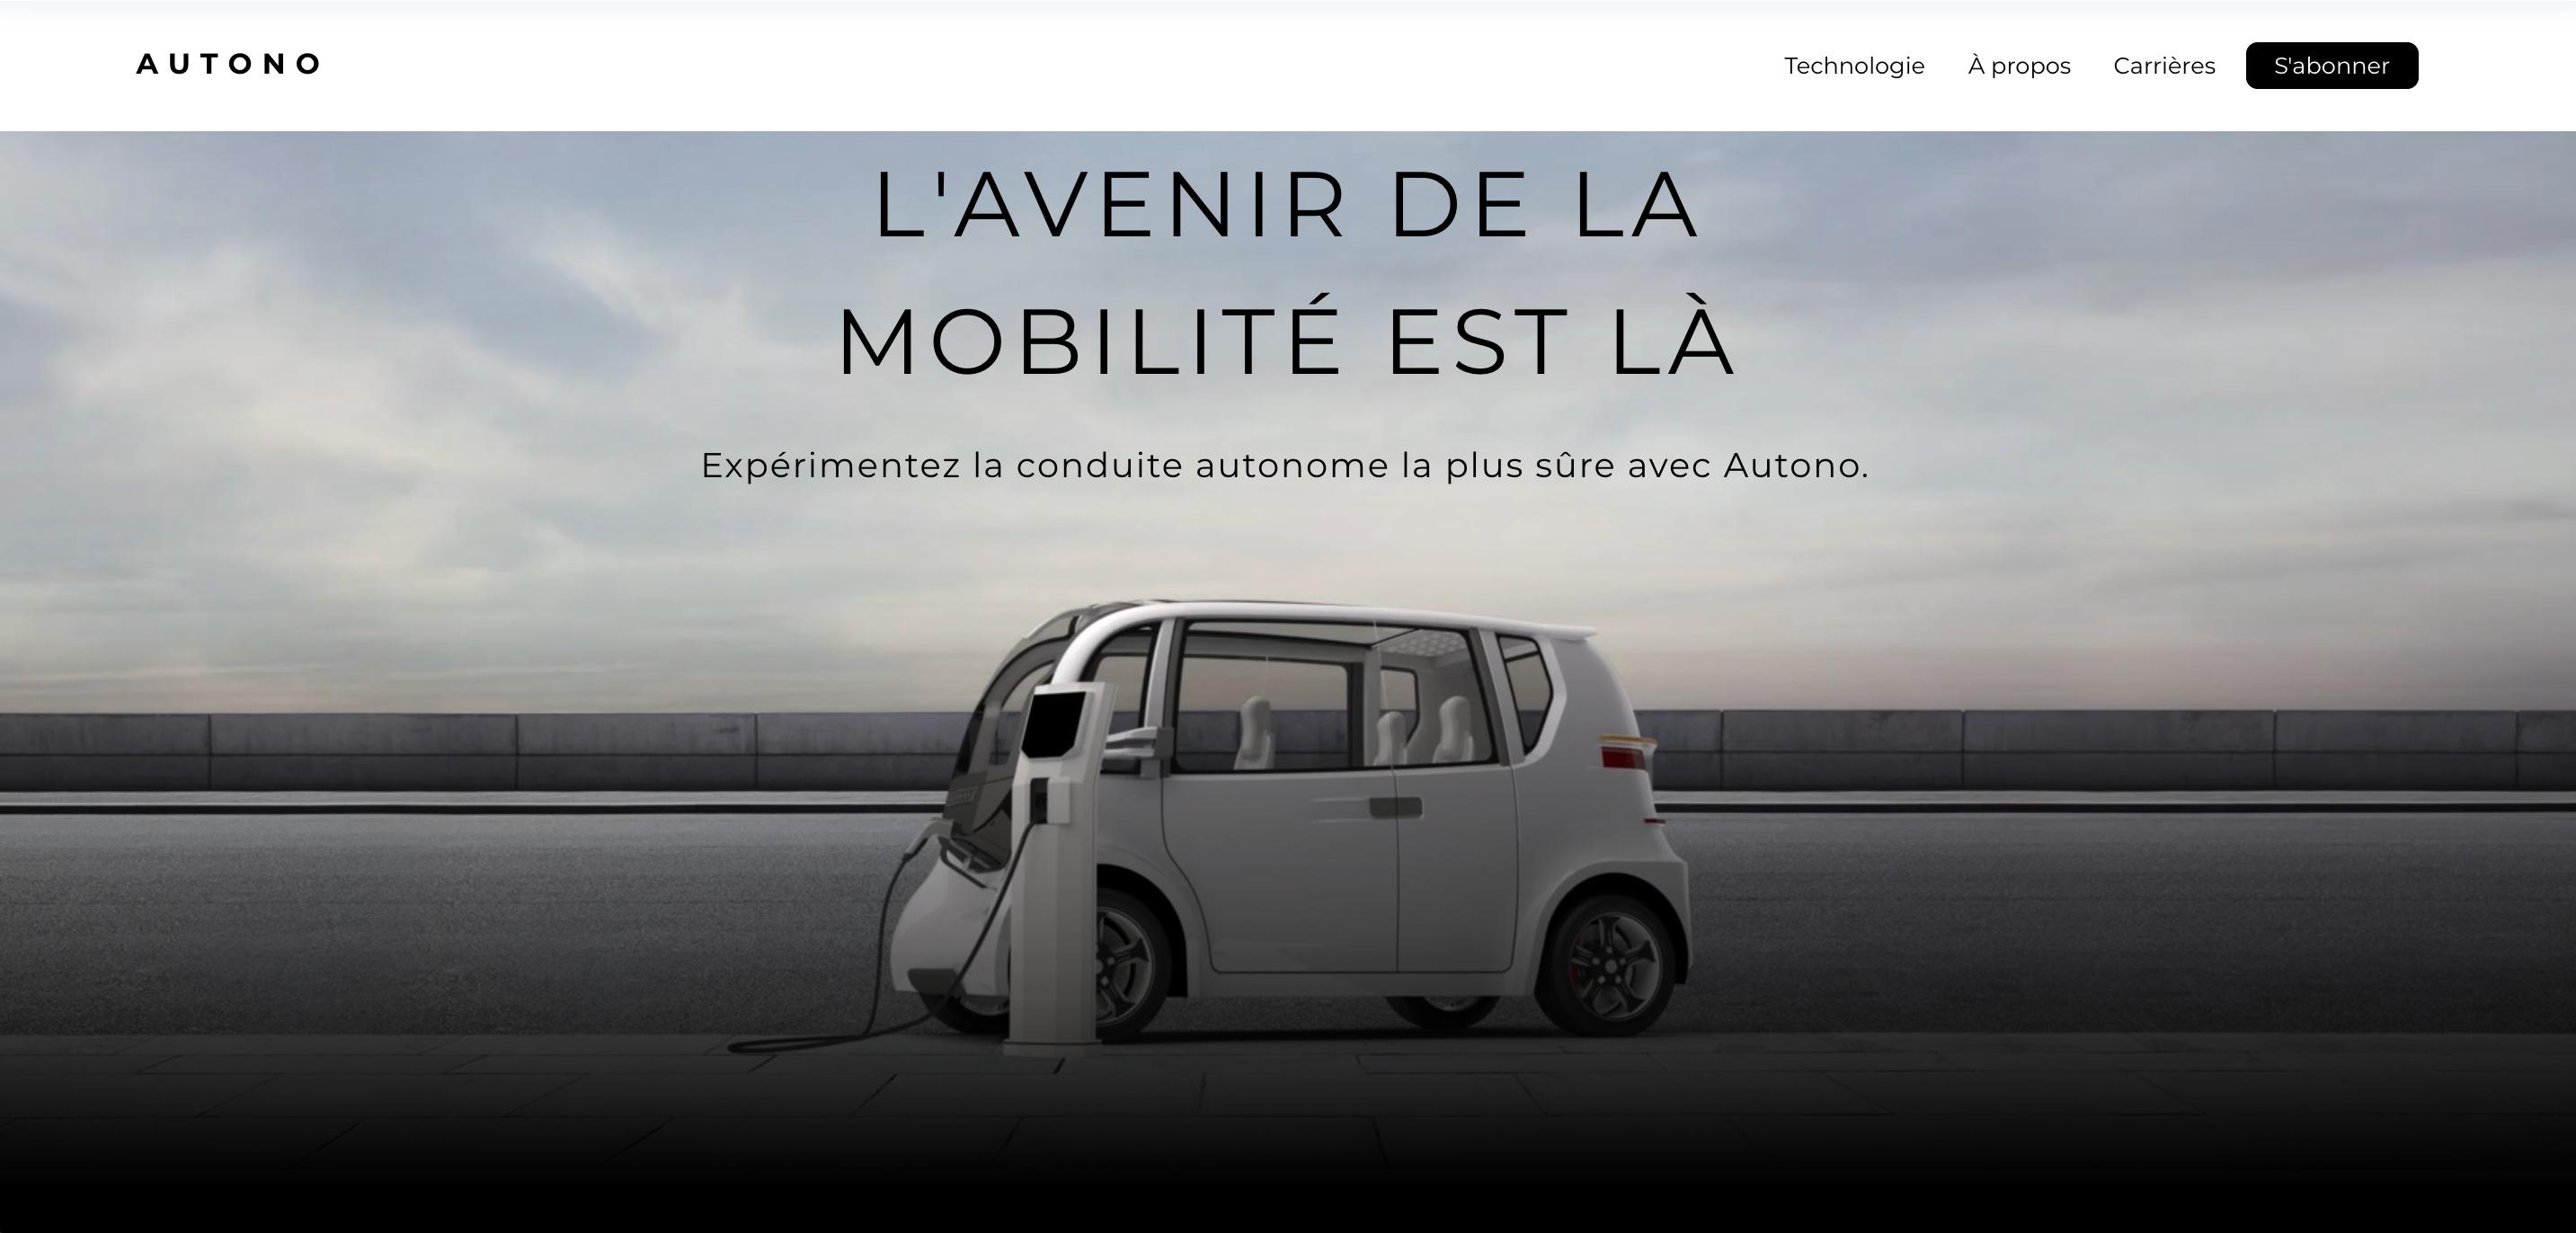 AUTONO
Technologie
À propos
Carrières
S'abonner
L'AVENIR DE LA
MOBILITÉ EST LÀ
Expérimentez la conduite autonome la plus sûre avec Autono.